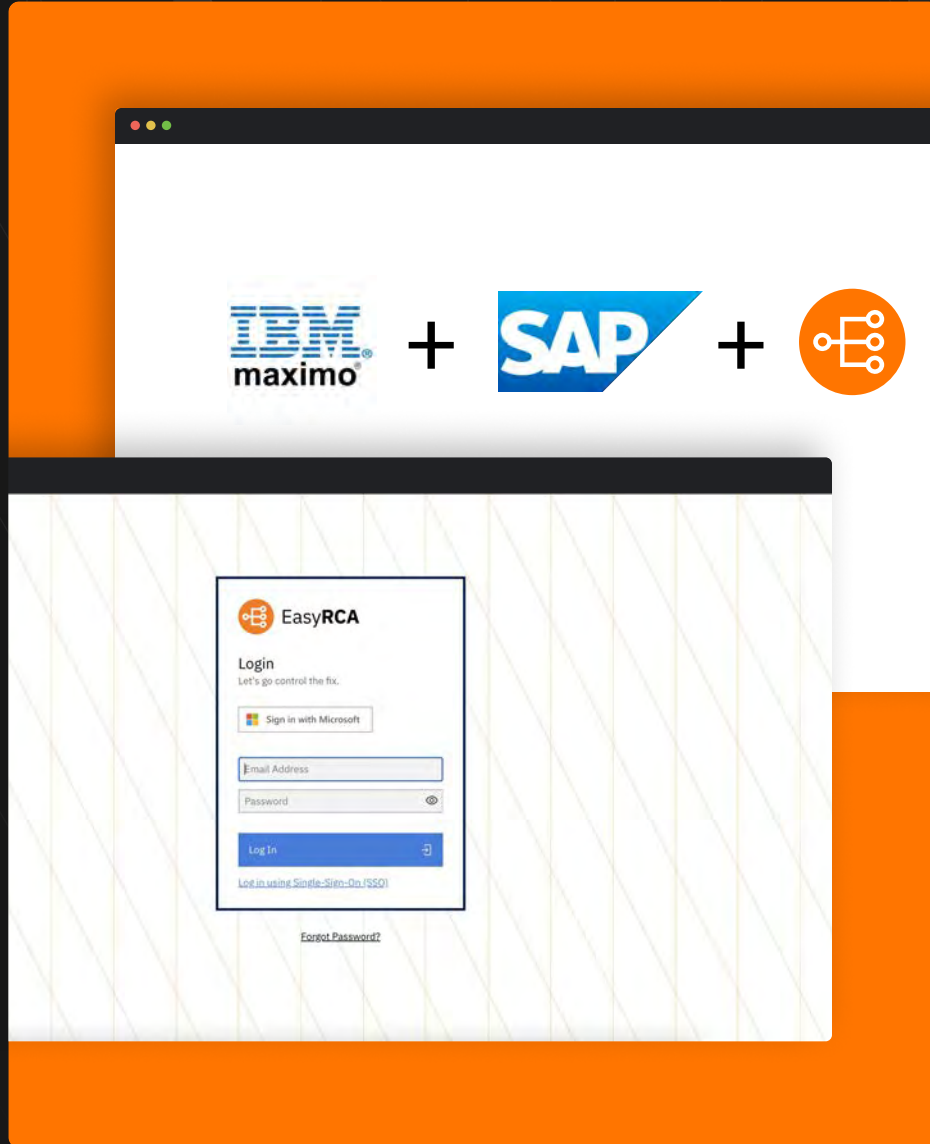 IBM®
maximo®
+
SAP
+
EasyRCA
Login
Let's go control the fix.
Sign in with Microsoft
Email Address
Password
Log In
Log in using Single-Sign-On (SSO)
Forgot Password?